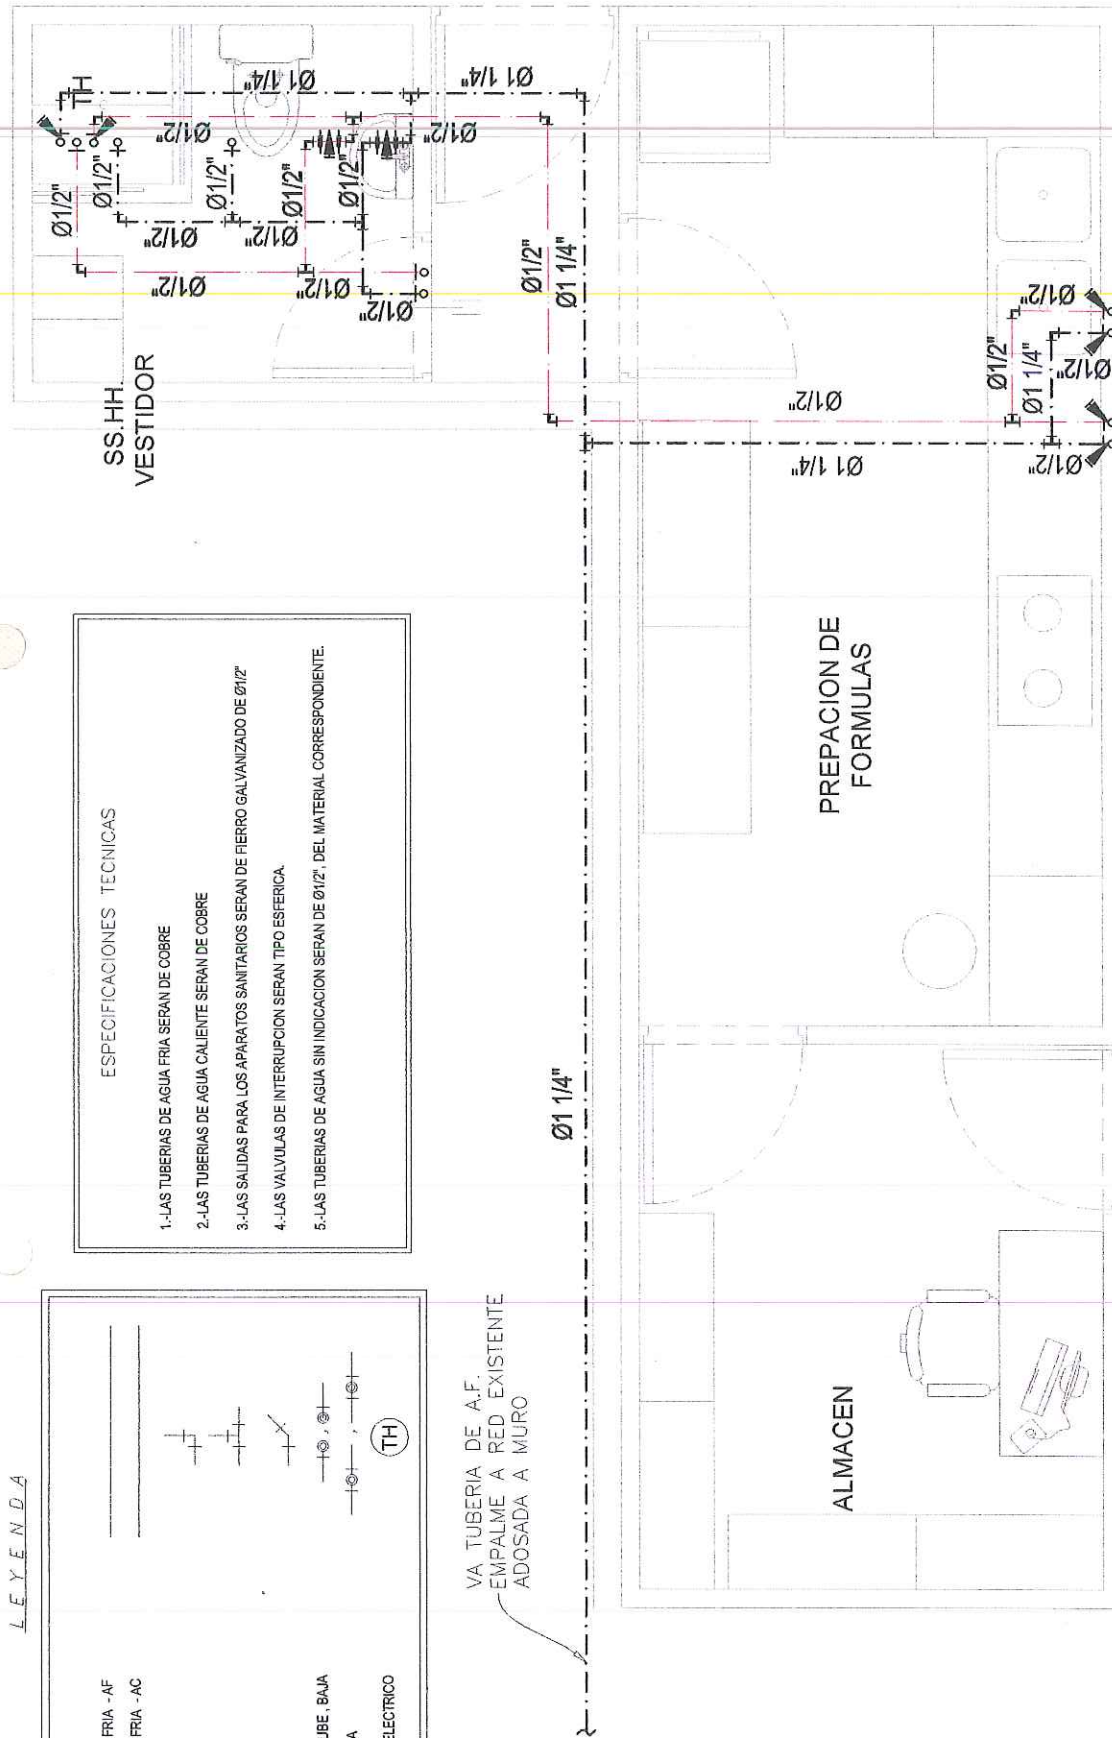 LEYENDA
FRIA - AF
FRIA - AC
UBE , BAJA
A
ELECTRICO
TH
ESPECIFICACIONES TECNICAS
1.-LAS TUBERIAS DE AGUA FRIA SERAN DE COBRE
2.-LAS TUBERIAS DE AGUA CALIENTE SERAN DE COBRE
3.-LAS SALIDAS PARA LOS APARATOS SANITARIOS SERAN DE FIERRO GALVANIZADO DE Ø1/2"
4.-LAS VALVULAS DE INTERRUPCION SERAN TIPO ESFERICA.
5.-LAS TUBERIAS DE AGUA SIN INDICACION SERAN DE Ø1/2", DEL MATERIAL CORRESPONDIENTE.
SS.HH.
VESTIDOR
TH
Ø1 1/4"
Ø1 1/4"
Ø1/2"
Ø1/2"
Ø1/2"
Ø1/2"
Ø1/2"
Ø1/2"
Ø1/2"
Ø1/2"
Ø1/2"
Ø1/2"
Ø1/2"
Ø1/2"
Ø1/2"
Ø1 1/4"
VA TUBERIA DE A.F.
EMPALME A RED EXISTENTE
ADOSADA A MURO
Ø1 1/4"
Ø1/2"
Ø1 1/4"
Ø1/2"
Ø1/2"
Ø1 1/4"
Ø1/2"
Ø1/2"
PREPACION DE
FORMULAS
ALMACEN